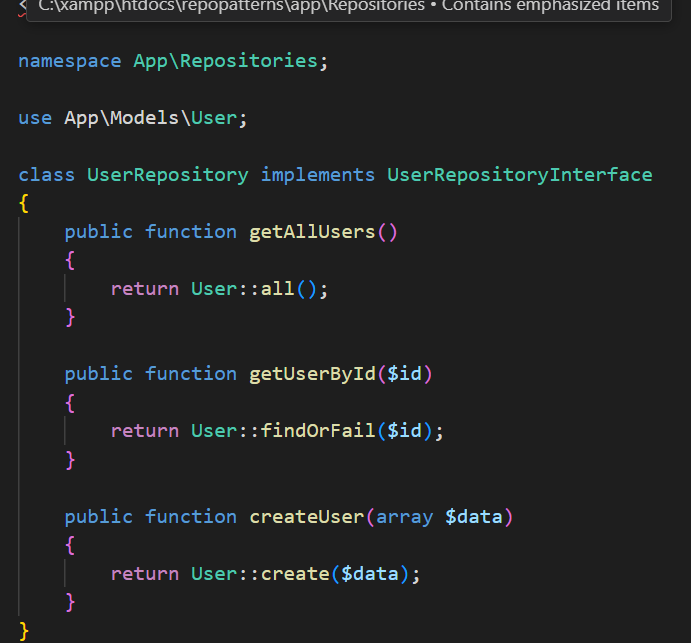 C:\xampp\htdocs\repopatterns\app\Repositories • Contains emphasized items
namespace App\Repositories;
use App\Models\User;
class UserRepository implements UserRepositoryInterface
{
public function getAllUsers()
{
return User::all();
}
public function getUserById($id)
{
return User::findOrFail($id);
}
public function createUser(array $data)
{
return User::create($data);
}
}